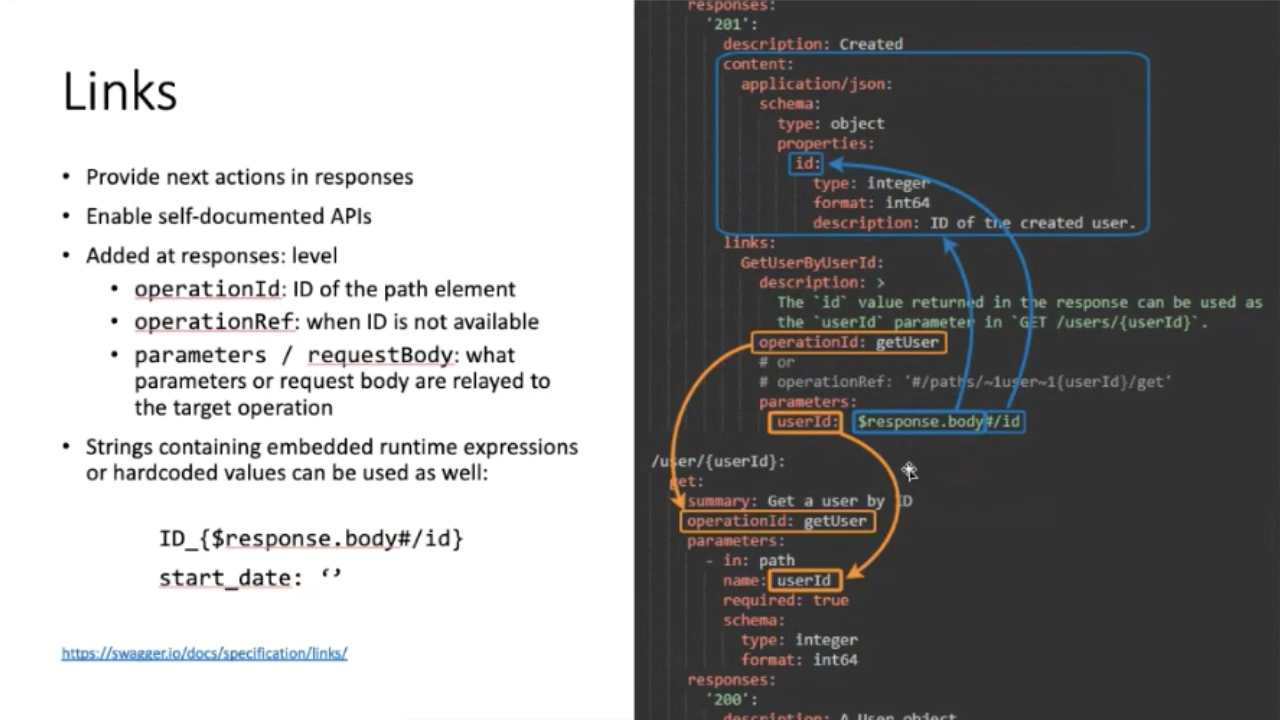 Links
• Provide next actions in responses
• Enable self-documented APIs
• Added at responses: level
• operationId: ID of the path element
• operationRef: when ID is not available
• parameters / requestBody: what
parameters or request body are relayed to
the target operation
• Strings containing embedded runtime expressions
or hardcoded values can be used as well:
ID_{$response.body#/id}
start_date: ‘’
https://swagger.io/docs/specification/links/
responses:
'201':
description: Created
content:
application/json:
schema:
type: object
properties:
id:
type: integer
format: int64
description: ID of the created user.
links:
GetUserByUserId:
description: >
The `id` value returned in the response can be used as
the `userId` parameter in `GET /users/{userId}`.
operationId: getUser
# or
# operationRef: '#/paths/~1user~1{userId}/get'
parameters:
userId: $response.body#/id
/user/{userId}:
get:
summary: Get a user by ID
operationId: getUser
parameters:
- in: path
name: userId
required: true
schema:
type: integer
format: int64
responses:
'200':
description: A User object